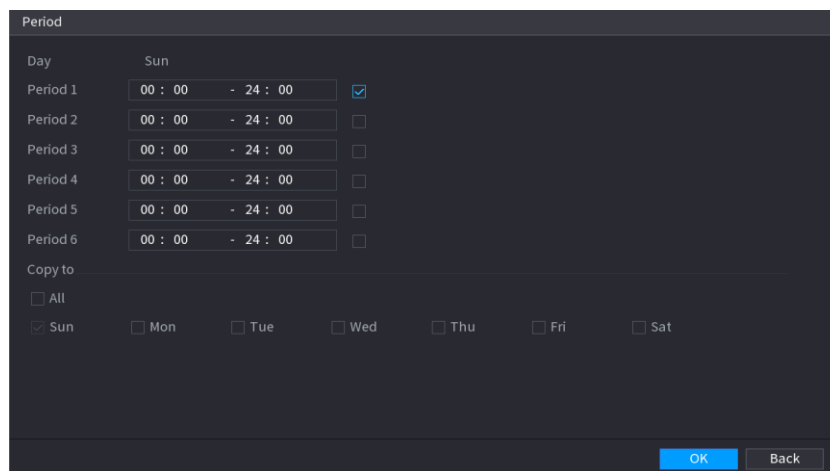 Period
Day Sun
Period 1 00 : 00 - 24 : 00
Period 2 00 : 00 - 24 : 00
Period 3 00 : 00 - 24 : 00
Period 4 00 : 00 - 24 : 00
Period 5 00 : 00 - 24 : 00
Period 6 00 : 00 - 24 : 00
Copy to
All
Sun Mon Tue Wed Thu Fri Sat
OK Back